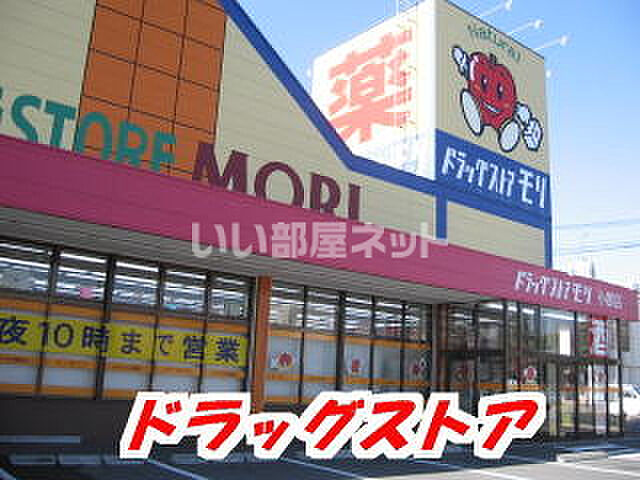 Natural
薬
ドラッグストアモリ
STORE
MORI
いい部屋ネット
ドラッグストアモリ
夜10時まで営業
ドラッグストア